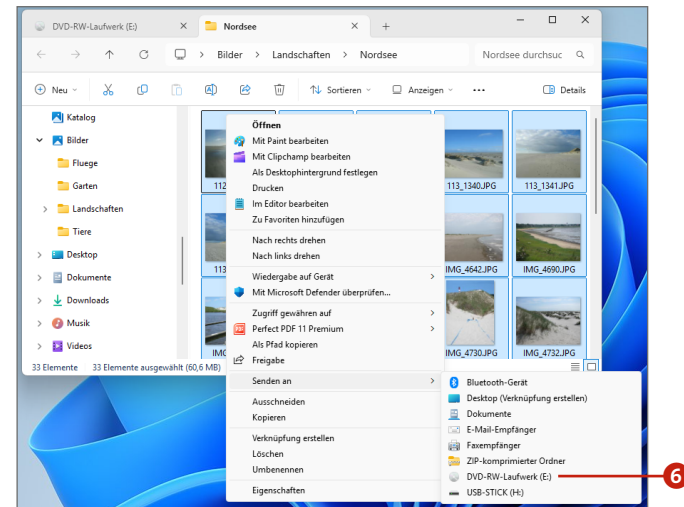 DVD-RW-Laufwerk (E:)
Nordsee
Bilder > Landschaften > Nordsee
Nordsee durchsuc
Neu
Sortieren
Anzeigen
Details
Katalog
Bilder
Fluege
Garten
Landschaften
Tiere
Desktop
Dokumente
Downloads
Musik
Videos
112
113_1340.JPG
113_1341.JPG
113
IMG_4642.JPG
IMG_4690.JPG
IMG
IMG_4730.JPG
IMG_4732.JPG
33 Elemente
33 Elemente ausgewählt (60,6 MB)
Öffnen
Mit Paint bearbeiten
Mit Clipchamp bearbeiten
Als Desktophintergrund festlegen
Drucken
Im Editor bearbeiten
Zu Favoriten hinzufügen
Nach rechts drehen
Nach links drehen
Wiedergabe auf Gerät
Mit Microsoft Defender überprüfen...
Zugriff gewähren auf
Perfect PDF 11 Premium
Als Pfad kopieren
Freigabe
Senden an
Ausschneiden
Kopieren
Verknüpfung erstellen
Löschen
Umbenennen
Eigenschaften
Bluetooth-Gerät
Desktop (Verknüpfung erstellen)
Dokumente
E-Mail-Empfänger
Faxempfänger
ZIP-komprimierter Ordner
DVD-RW-Laufwerk (E:)
USB-STICK (H:)
6